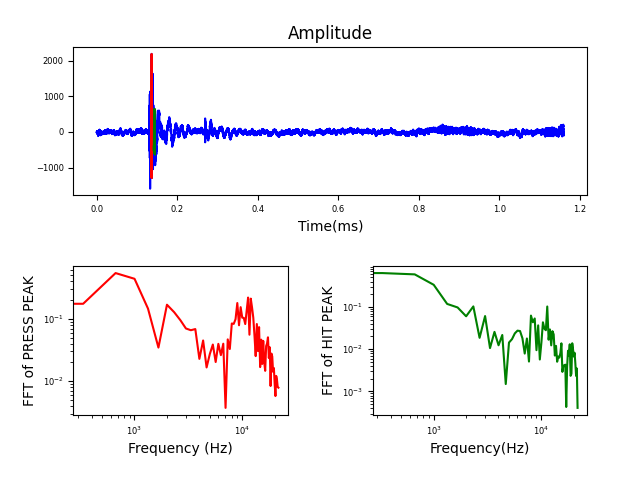 Amplitude
2000
1000
0
−1000
0.0 0.2 0.4 0.6 0.8 1.0 1.2
Time(ms)
FFT of PRESS PEAK
10⁻¹
10⁻²
10³ 10⁴
Frequency (Hz)
FFT of HIT PEAK
10⁻¹
10⁻²
10⁻³
10³ 10⁴
Frequency(Hz)